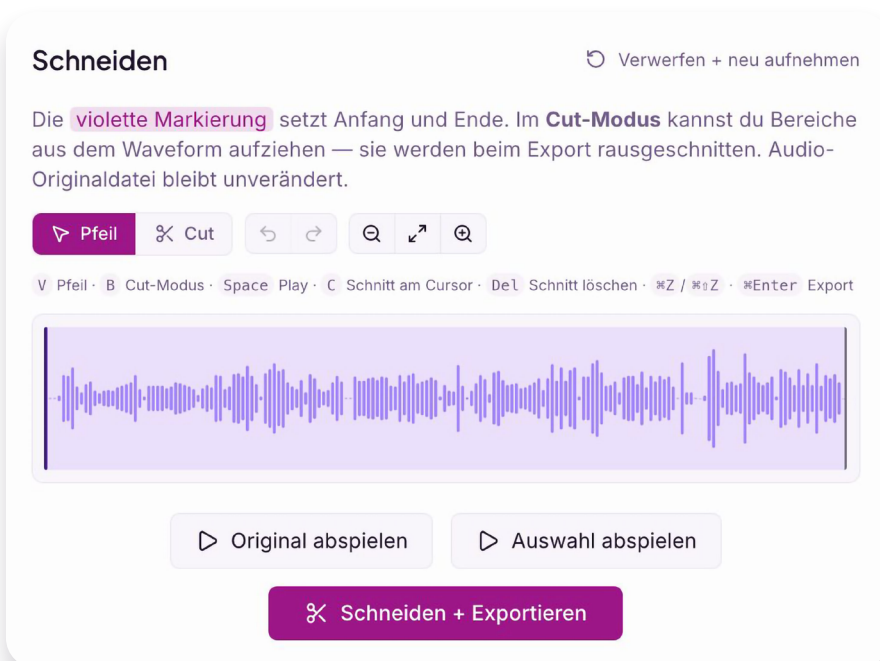 Schneiden
Verwerfen + neu aufnehmen
Die violette Markierung setzt Anfang und Ende. Im Cut-Modus kannst du Bereiche
aus dem Waveform aufziehen — sie werden beim Export rausgeschnitten. Audio-
Originaldatei bleibt unverändert.
Pfeil Cut
V Pfeil · B Cut-Modus · Space Play · C Schnitt am Cursor · Del Schnitt löschen · ⌘Z / ⌘⇧Z · ⌘Enter Export
Original abspielen Auswahl abspielen
Schneiden + Exportieren